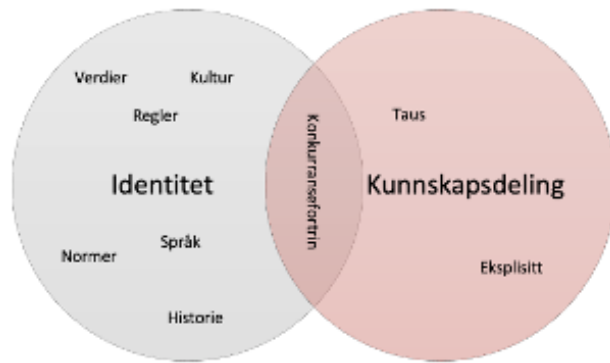 Verdier
Kultur
Regler
Identitet
Normer
Språk
Historie
Konkurransefortrin
Taus
Kunnskapsdeling
Eksplisitt